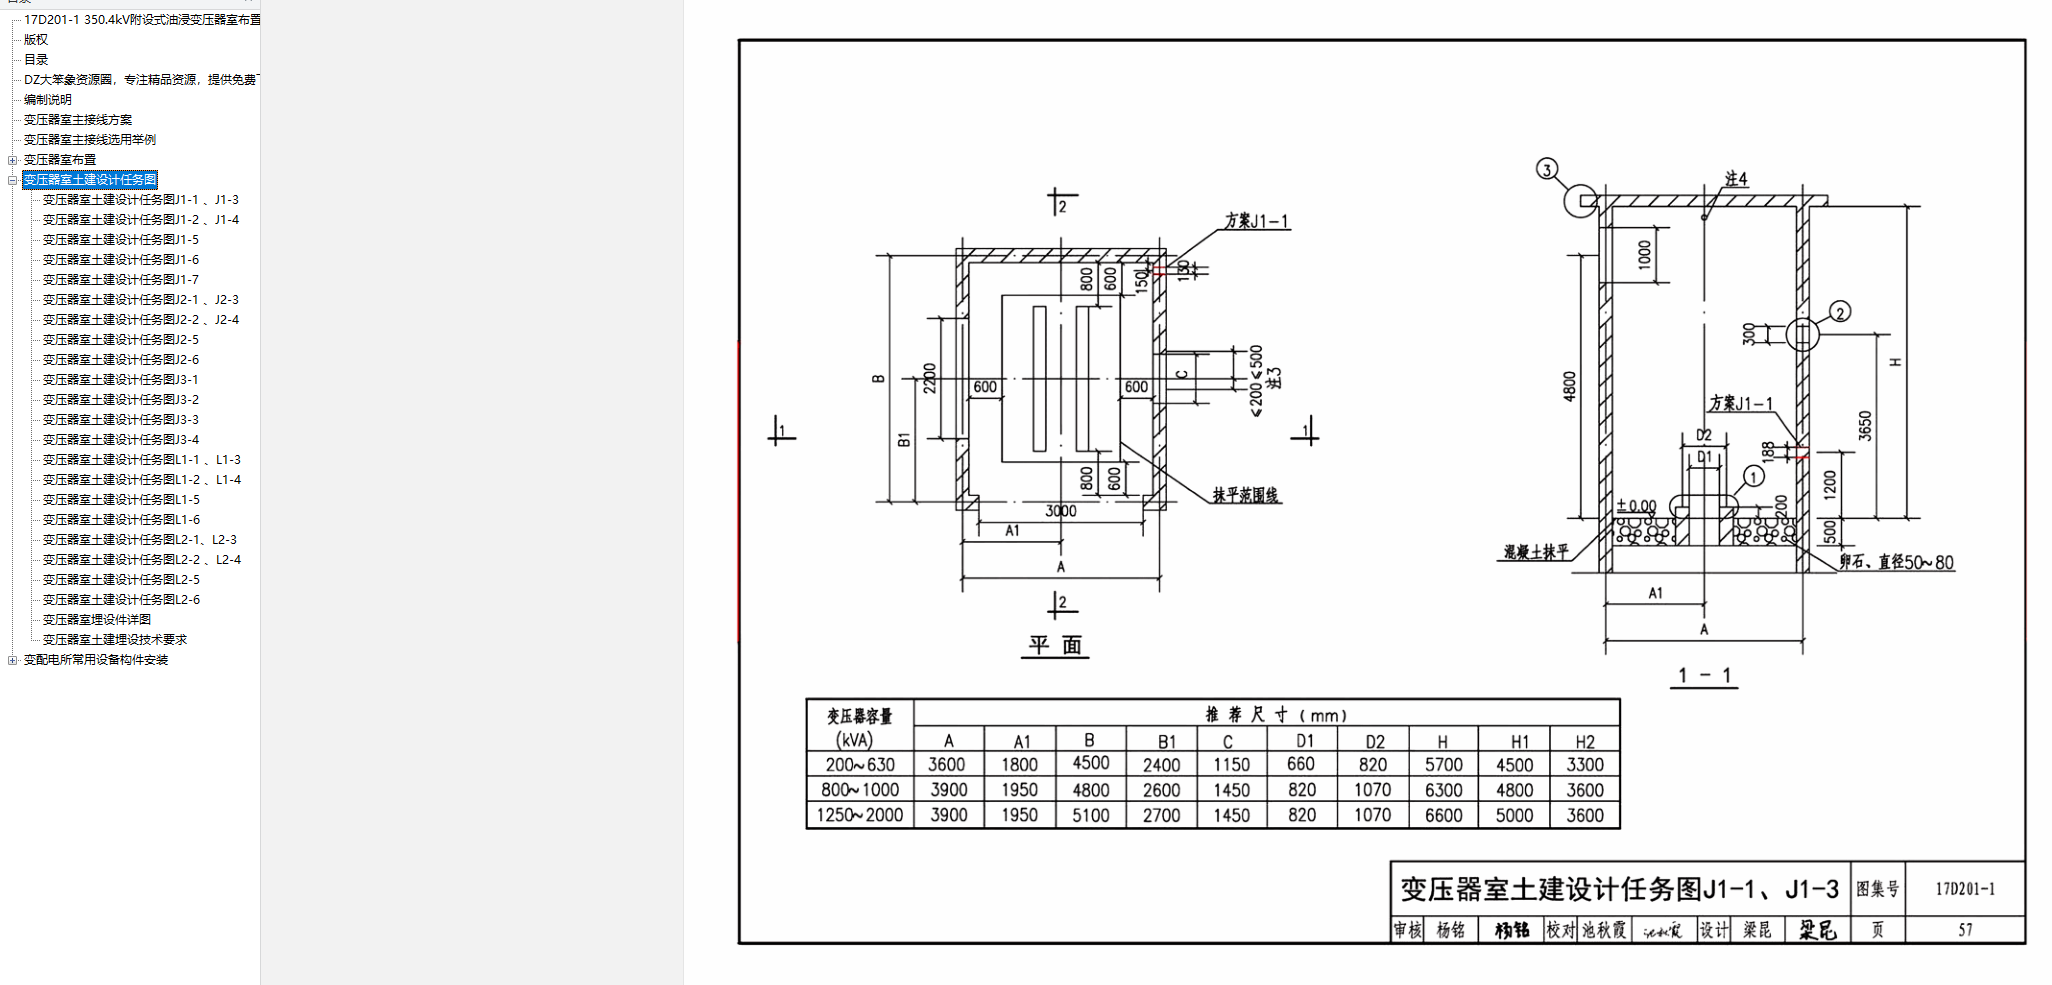 17D201-1 350.4kV附设式油浸变压器室布置
版权
目录
DZ大笨象资源圈，专注精品资源，提供免费
编制说明
变压器室主接线方案
变压器室主接线选用举例
变压器室布置
变压器室土建设计任务图
变压器室土建设计任务图J1-1 、J1-3
变压器室土建设计任务图J1-2 、J1-4
变压器室土建设计任务图J1-5
变压器室土建设计任务图J1-6
变压器室土建设计任务图J1-7
变压器室土建设计任务图J2-1 、J2-3
变压器室土建设计任务图J2-2 、J2-4
变压器室土建设计任务图J2-5
变压器室土建设计任务图J2-6
变压器室土建设计任务图J3-1
变压器室土建设计任务图J3-2
变压器室土建设计任务图J3-3
变压器室土建设计任务图J3-4
变压器室土建设计任务图L1-1 、L1-3
变压器室土建设计任务图L1-2 、L1-4
变压器室土建设计任务图L1-5
变压器室土建设计任务图L1-6
变压器室土建设计任务图L2-1、L2-3
变压器室土建设计任务图L2-2 、L2-4
变压器室土建设计任务图L2-5
变压器室土建设计任务图L2-6
变压器室埋设件详图
变压器室土建埋设技术要求
变配电所常用设备构件安装
2
方案J1-1
800
600
150
130
B
2200
B1
600
600
C
≤200 ≤500
注3
1
1
800
600
抹平范围线
3000
A1
A
2
平 面
3
注4
1000
2
300
4800
H
方案J1-1
3650
D2
D1
188
1
±0.00
200
1200
500
混凝土抹平
卵石、直径50~80
A1
A
1 - 1
变压器容量 (kVA) 推 荐 尺 寸 (mm)
A A1 B B1 C D1 D2 H H1 H2
200~630 3600 1800 4500 2400 1150 660 820 5700 4500 3300
800~1000 3900 1950 4800 2600 1450 820 1070 6300 4800 3600
1250~2000 3900 1950 5100 2700 1450 820 1070 6600 5000 3600
变压器室土建设计任务图J1-1、J1-3 图集号 17D201-1
审核 杨铭 杨铭 校对 池秋霞 池秋霞 设计 梁昆 梁昆 页 57